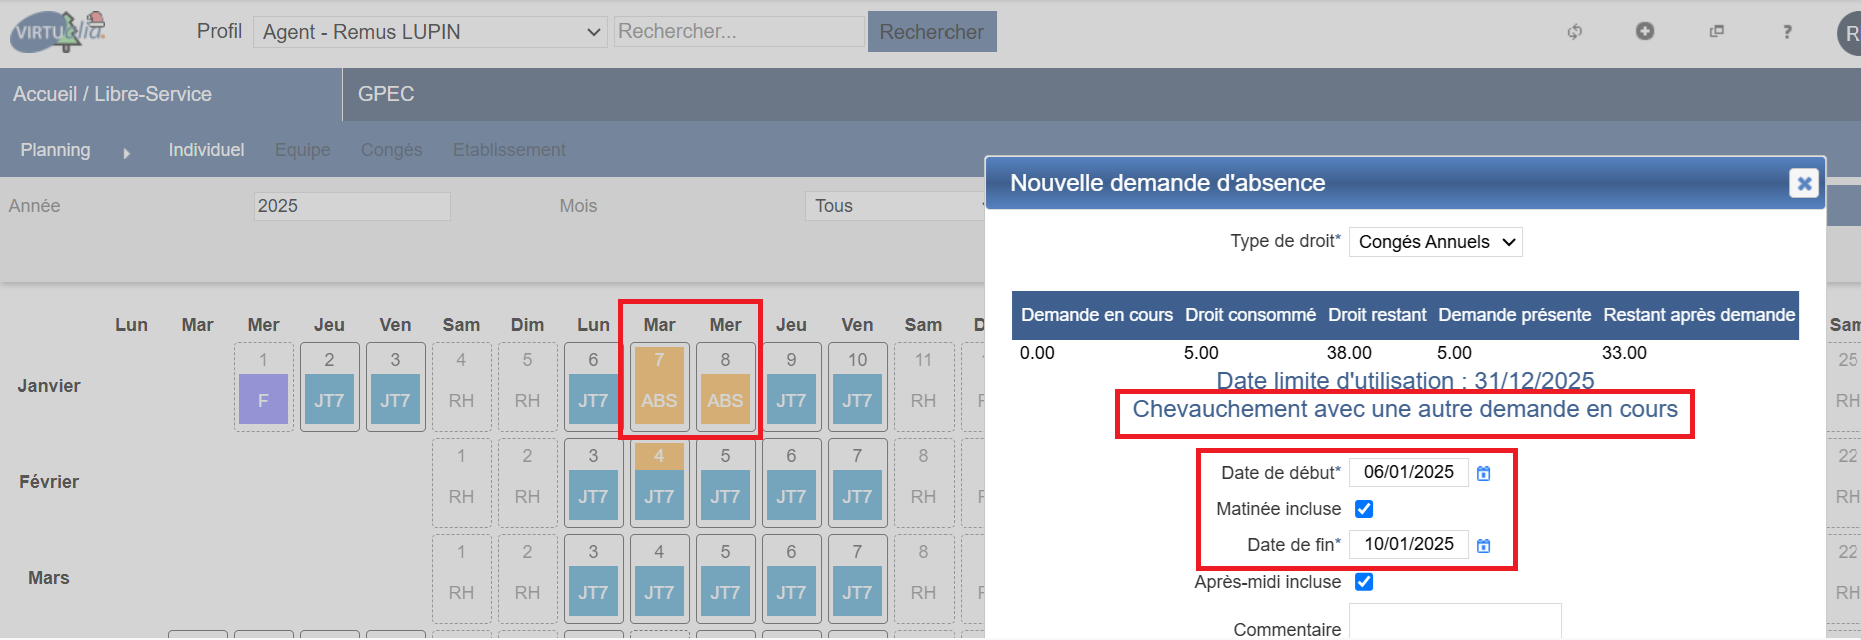 VIRTUalia.
Profil Agent - Remus LUPIN Rechercher... Rechercher ? R
Accueil / Libre-Service GPEC
Planning Individuel Equipe Congés Etablissement
Année 2025 Mois Tous
Nouvelle demande d'absence
Type de droit* Congés Annuels
Demande en cours Droit consommé Droit restant Demande présente Restant après demande
0.00 5.00 38.00 5.00 33.00
Date limite d'utilisation : 31/12/2025
Chevauchement avec une autre demande en cours
Date de début* 06/01/2025
Matinée incluse
Date de fin* 10/01/2025
Après-midi incluse
Commentaire
Lun Mar Mer Jeu Ven Sam Dim Lun Mar Mer Jeu Ven Sam D Sam
1 2 3 4 5 6 7 8 9 10 11 25
Janvier F JT7 JT7 RH RH JT7 ABS ABS JT7 JT7 RH RH
1 2 3 4 5 6 7 8 22
Février RH RH JT7 JT7 JT7 JT7 JT7 RH RH
1 2 3 4 5 6 7 8 22
Mars RH RH JT7 JT7 JT7 JT7 JT7 RH RH